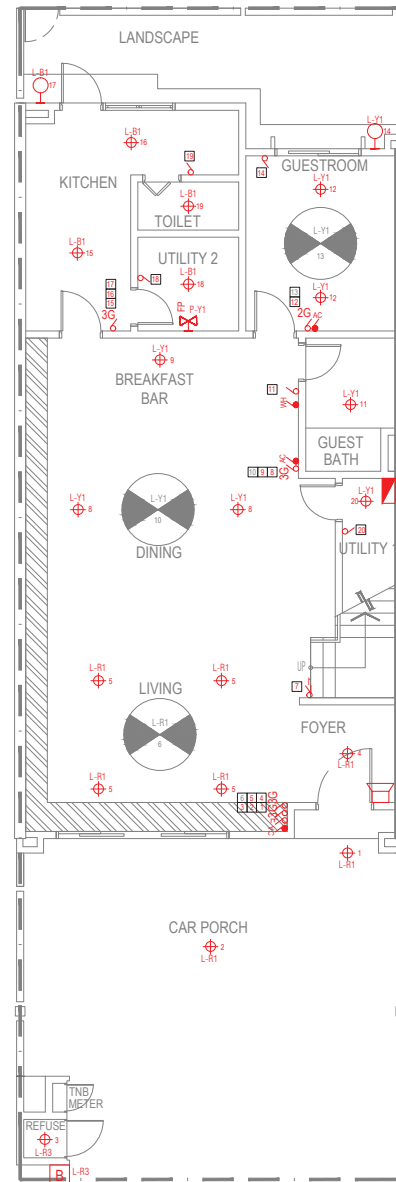 LANDSCAPE
L-B1
17
L-Y1
14
L-B1
16
19
GUESTROOM
14
KITCHEN
L-Y1
12
L-B1
19
TOILET
L-Y1
13
L-B1
15
UTILITY 2
18
L-B1
18
17
16
15
3G
FP
P-Y1
L-Y1
12
13
12
2G AC
L-Y1
9
BREAKFAST
BAR
11
WH
11
GUEST
BATH
AC
10 9 8
3G
L-Y1
8
L-Y1
10
L-Y1
8
L-Y1
20
20
DINING
UTILITY
UP
7
L-R1
5
L-R1
5
LIVING
L-R1
6
FOYER
4
L-R1
L-R1
5
L-R1
5
6 5 4
3 2 1
3G
3G
1
L-R1
CAR PORCH
2
L-R1
TNB
METER
REFUSE
3
L-R3
B
L-R3